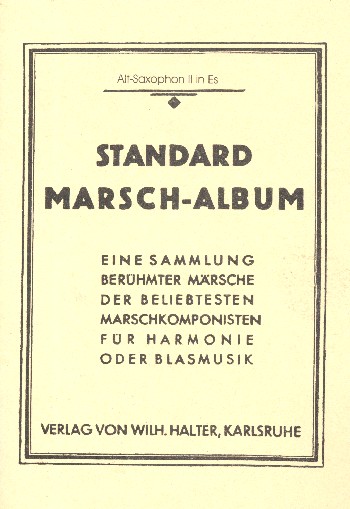 Alt-Saxophon II in Es
STANDARD
MARSCH-ALBUM
EINE SAMMLUNG
BERÜHMTER MÄRSCHE
DER BELIEBTESTEN
MARSCHKOMPONISTEN
FÜR HARMONIE
ODER BLASMUSIK
VERLAG VON WILH. HALTER, KARLSRUHE